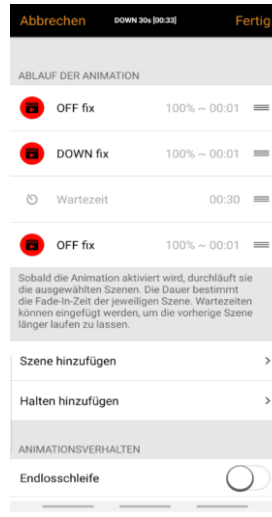 Abbrechen DOWN 30s [00:33] Fertig
ABLAUF DER ANIMATION
OFF fix 100% ~ 00:01
DOWN fix 100% ~ 00:01
Wartezeit 00:30
OFF fix 100% ~ 00:01
Sobald die Animation aktiviert wird, durchläuft sie
die ausgewählten Szenen. Die Dauer bestimmt
die Fade-In-Zeit der jeweiligen Szene. Wartezeiten
können eingefügt werden, um die vorherige Szene
länger laufen zu lassen.
Szene hinzufügen
Halten hinzufügen
ANIMATIONSVERHALTEN
Endlosschleife